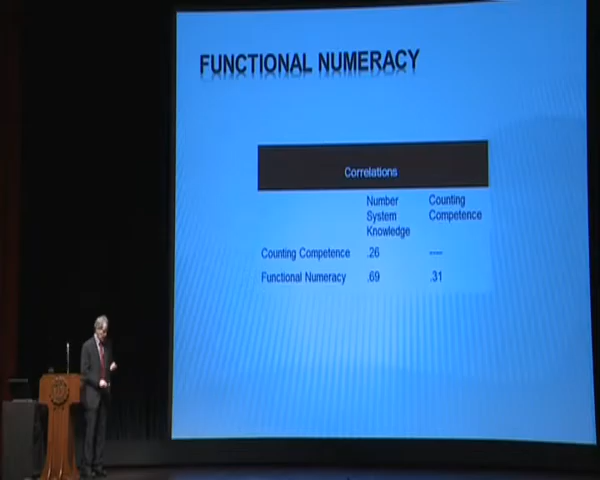 FUNCTIONAL NUMERACY
Correlations
Number Counting
System Competence
Knowledge
Counting Competence .26 ----
Functional Numeracy .69 .31